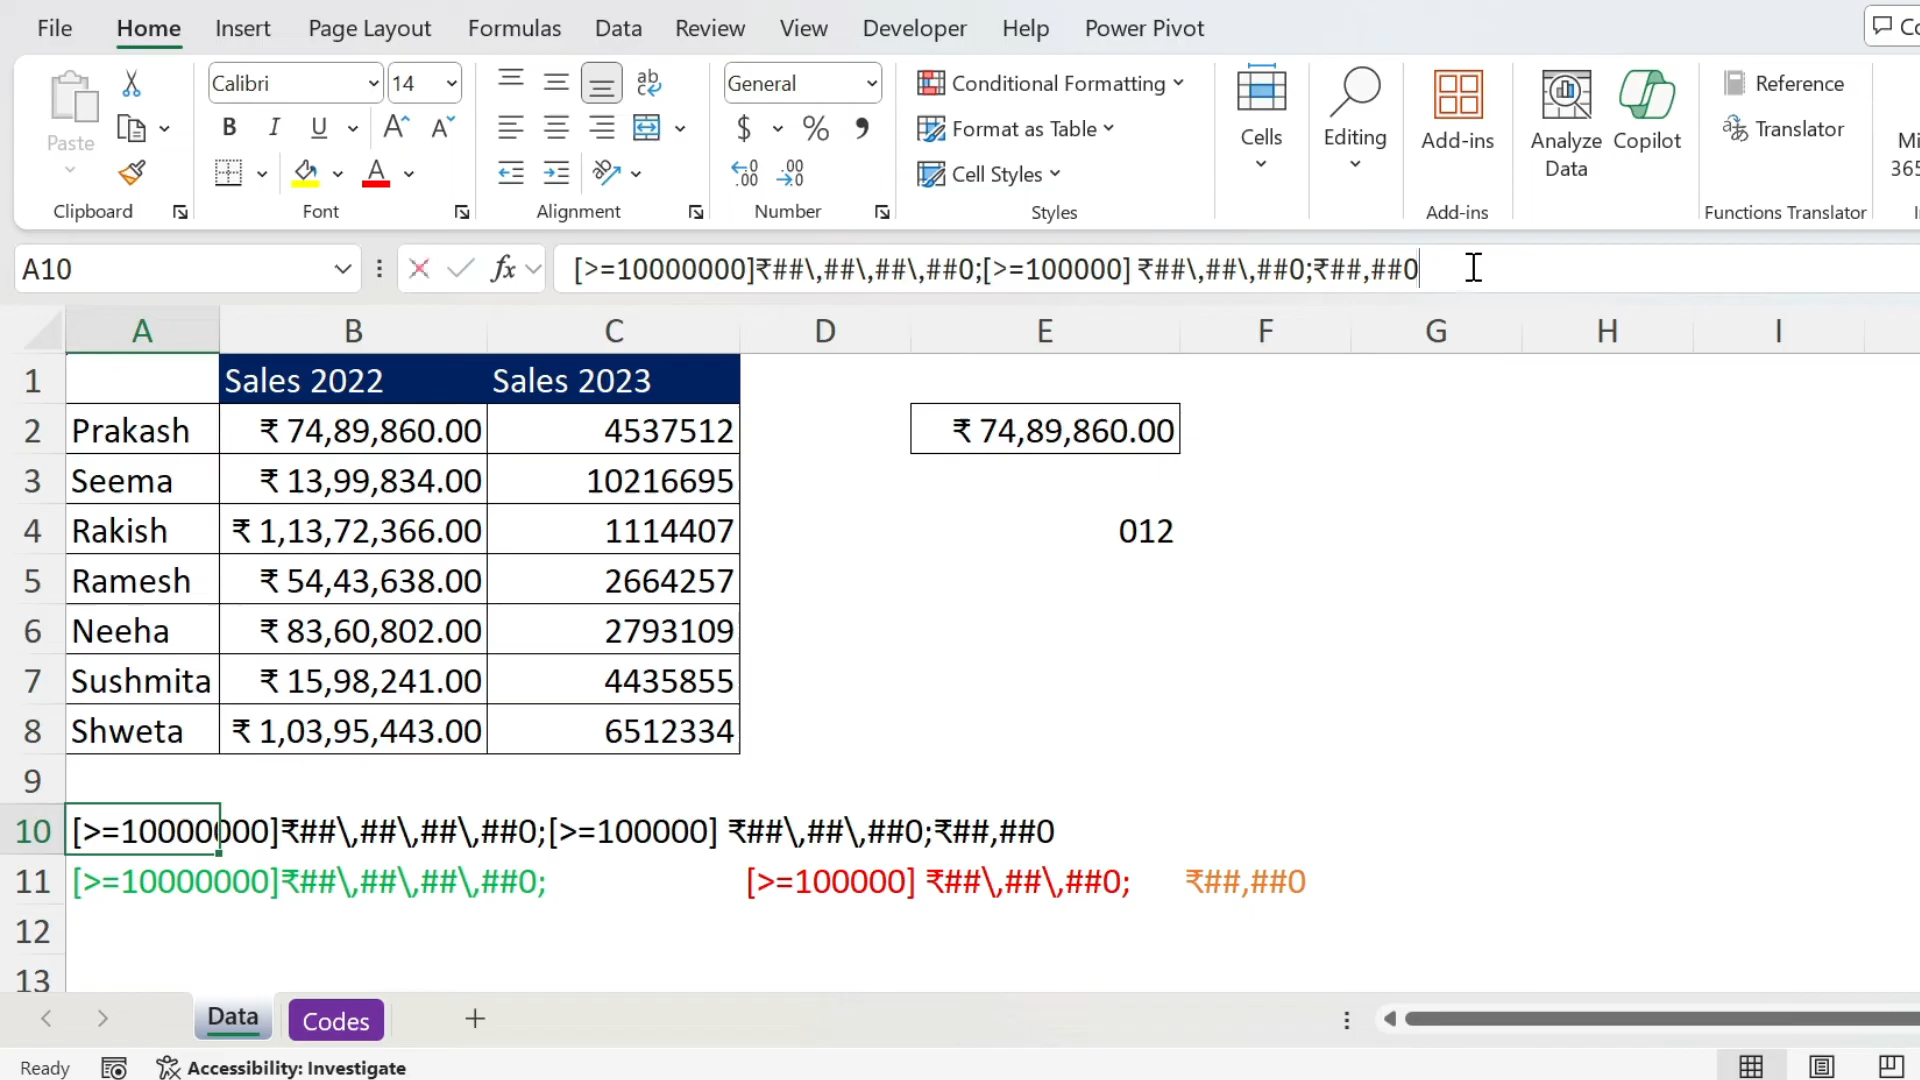 File Home Insert Page Layout Formulas Data Review View Developer Help Power Pivot
Calibri 14 General Conditional Formatting Reference
Paste B I U $ % Format as Table Cells Editing Add-ins Analyze Data Copilot Translator
Cell Styles
Clipboard Font Alignment Number Styles Add-ins Functions Translator
A10 fx [>=10000000]₹##\,##\,##\,##0;[>=100000] ₹##\,##\,##0;₹##,##0
A B C D E F G H I
1 Sales 2022 Sales 2023
2 Prakash ₹ 74,89,860.00 4537512 ₹ 74,89,860.00
3 Seema ₹ 13,99,834.00 10216695
4 Rakish ₹ 1,13,72,366.00 1114407 012
5 Ramesh ₹ 54,43,638.00 2664257
6 Neeha ₹ 83,60,802.00 2793109
7 Sushmita ₹ 15,98,241.00 4435855
8 Shweta ₹ 1,03,95,443.00 6512334
9
10 [>=10000000]₹##\,##\,##\,##0;[>=100000] ₹##\,##\,##0;₹##,##0
11 [>=10000000]₹##\,##\,##\,##0; [>=100000] ₹##\,##\,##0; ₹##,##0
12
13
Data Codes
Ready Accessibility: Investigate